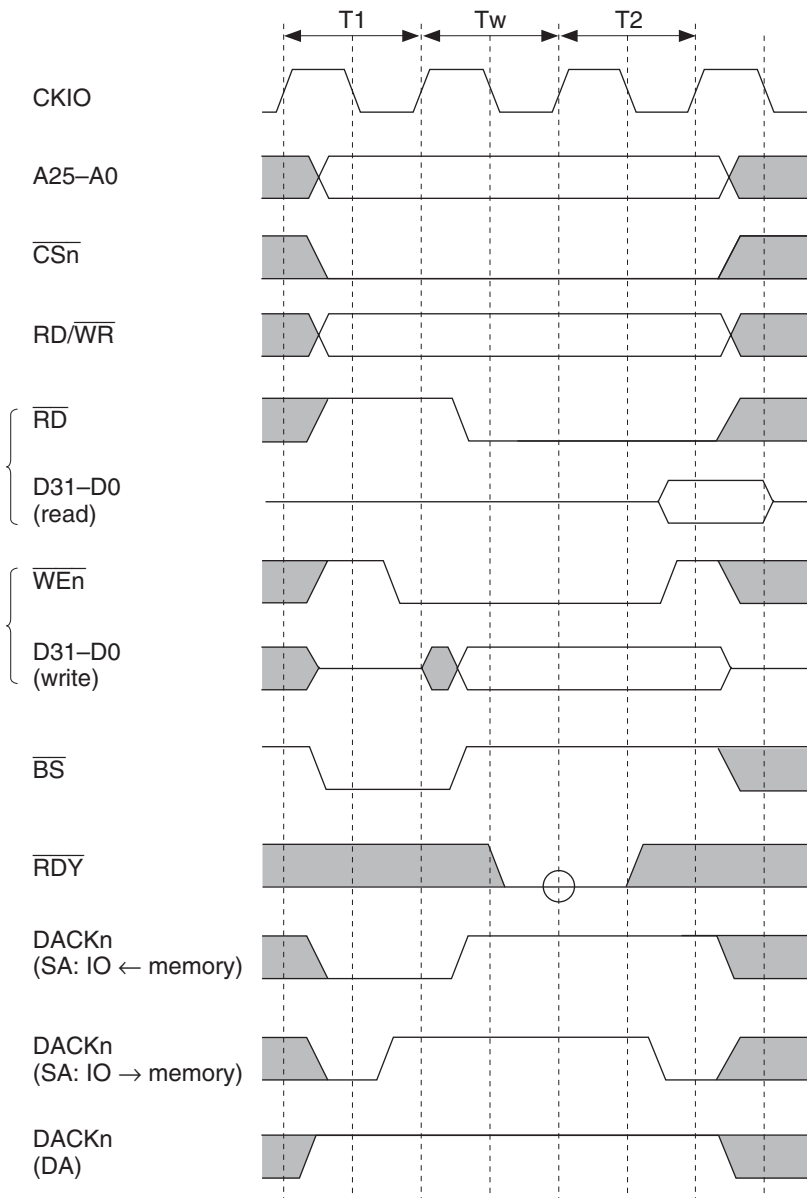 T1 Tw T2
CKIO
A25–A0
CSn
RD/WR
RD
D31–D0
(read)
WEn
D31–D0
(write)
BS
RDY
DACKn
(SA: IO ← memory)
DACKn
(SA: IO → memory)
DACKn
(DA)